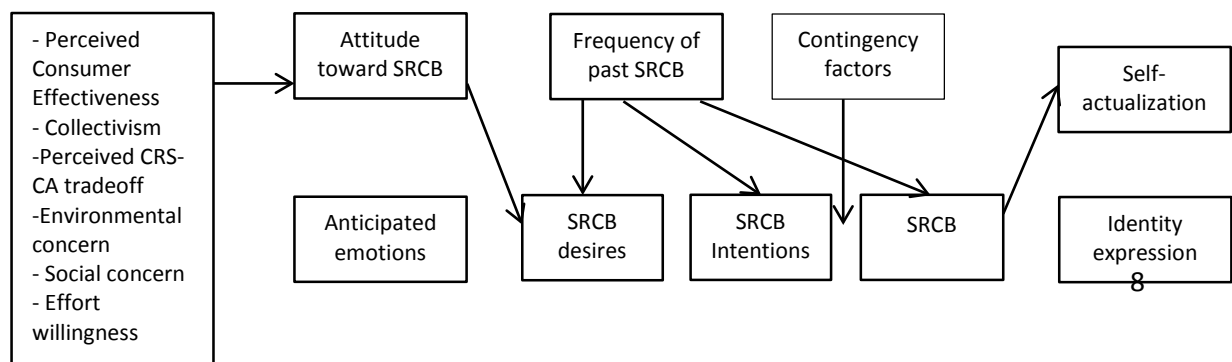 - Perceived
Consumer
Effectiveness
- Collectivism
-Perceived CRS-
CA tradeoff
-Environmental
concern
- Social concern
- Effort
willingness
Attitude
toward SRCB
Frequency of
past SRCB
Contingency
factors
Self-
actualization
Anticipated
emotions
SRCB
desires
SRCB
Intentions
SRCB
Identity
expression
8